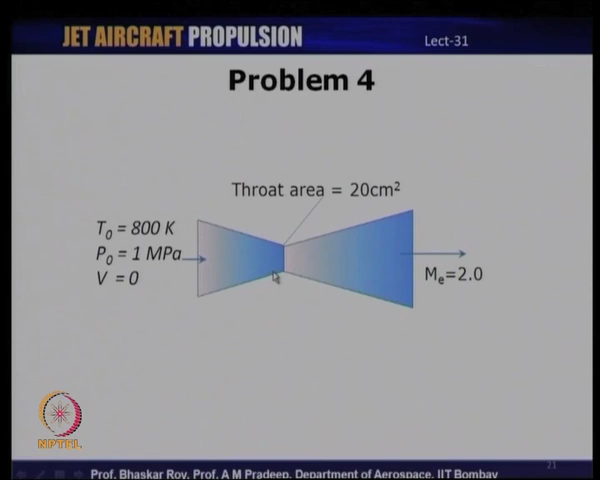 JET AIRCRAFT PROPULSION
Lect-31
Problem 4
Throat area = 20cm²
T₀ = 800 K
P₀ = 1 MPa
V = 0
Mₑ=2.0
NPTEL
21
Prof. Bhaskar Roy, Prof. A M Pradeep, Department of Aerospace, IIT Bombay